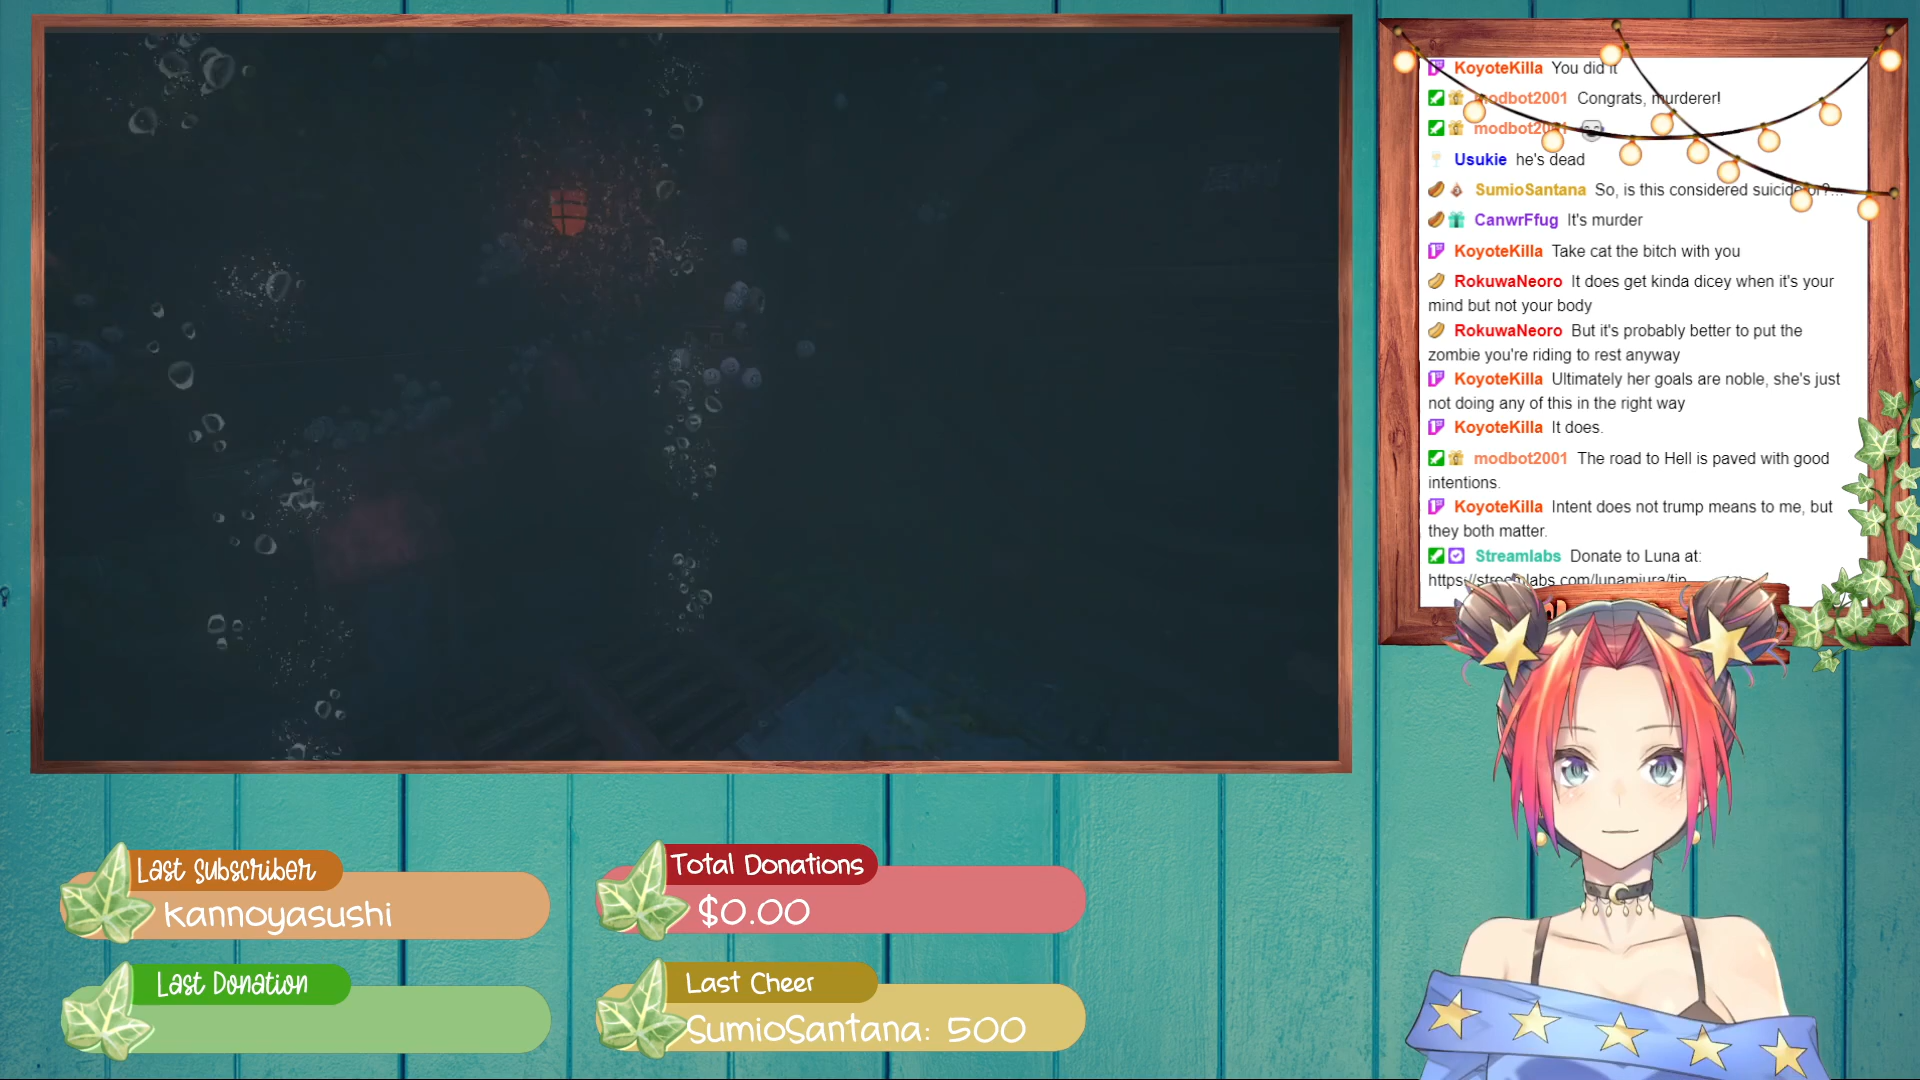 KoyoteKilla You did it
modbot2001 Congrats, murderer!
modbot2001
Usukie he's dead
SumioSantana So, is this considered suicide or?...
CanwrFfug It's murder
KoyoteKilla Take cat the bitch with you
RokuwaNeoro It does get kinda dicey when it's your
mind but not your body
RokuwaNeoro But it's probably better to put the
zombie you're riding to rest anyway
KoyoteKilla Ultimately her goals are noble, she's just
not doing any of this in the right way
KoyoteKilla It does.
modbot2001 The road to Hell is paved with good
intentions.
KoyoteKilla Intent does not trump means to me, but
they both matter.
Streamlabs Donate to Luna at:
https://streamlabs.com/lunamiura/tip
Last Subscriber
kannoyasushi
Total Donations
$0.00
Last Donation
Last Cheer
SumioSantana: 500